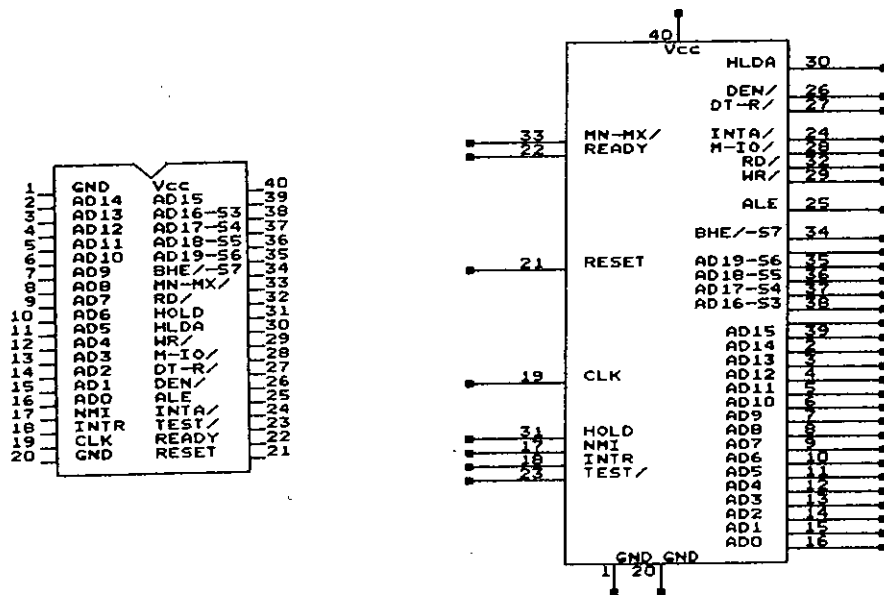 1 GND Vcc 40
2 AD14 AD15 39
3 AD13 AD16-S3 38
4 AD12 AD17-S4 37
5 AD11 AD18-S5 36
6 AD10 AD19-S6 35
7 AD9 BHE/-S7 34
8 AD8 MN-MX/ 33
9 AD7 RD/ 32
10 AD6 HOLD 31
11 AD5 HLDA 30
12 AD4 WR/ 29
13 AD3 M-IO/ 28
14 AD2 DT-R/ 27
15 AD1 DEN/ 26
16 AD0 ALE 25
17 NMI INTA/ 24
18 INTR TEST/ 23
19 CLK READY 22
20 GND RESET 21
40
Vcc
HLDA 30
DEN/ 26
DT-R/ 27
33 MN-MX/ INTA/ 24
22 READY M-IO/ 28
RD/ 32
WR/ 29
ALE 25
BHE/-S7 34
21 RESET AD19-S6 35
AD18-S5 36
AD17-S4 37
AD16-S3 38
AD15 39
AD14 2
AD13 3
19 CLK AD12 4
AD11 5
AD10 6
AD9 7
31 HOLD AD8 8
17 NMI AD7 9
18 INTR AD6 10
23 TEST/ AD5 11
AD4 12
AD3 13
AD2 14
AD1 15
AD0 16
GND GND
1 20